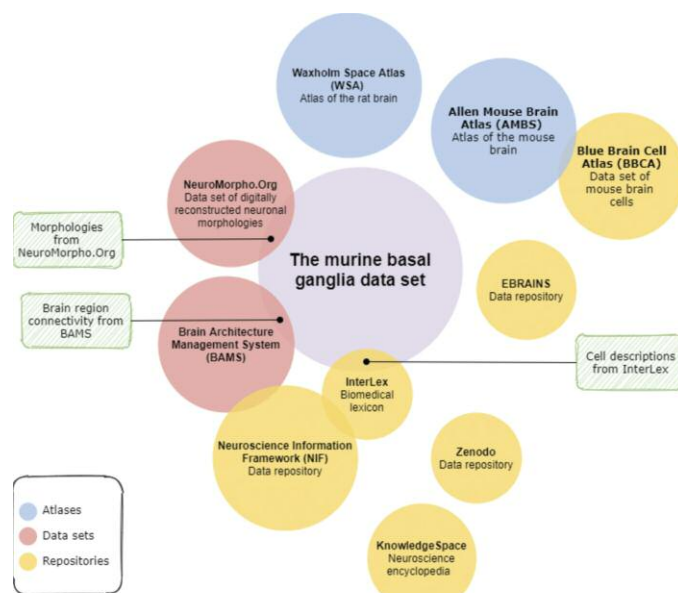 Waxholm Space Atlas
(WSA)
Atlas of the rat brain
Allen Mouse Brain
Atlas (AMBS)
Atlas of the mouse
brain
Blue Brain Cell
Atlas (BBCA)
Data set of
mouse brain
cells
NeuroMorpho.Org
Data set of digitally
reconstructed neuronal
morphologies
Morphologies
from
NeuroMorpho.Org
The murine basal
ganglia data set
EBRAINS
Data repository
Brain region
connectivity from
BAMS
Brain Architecture
Management System
(BAMS)
Cell descriptions
from InterLex
InterLex
Biomedical
lexicon
Neuroscience Information
Framework (NIF)
Data repository
Zenodo
Data repository
KnowledgeSpace
Neuroscience
encyclopedia
Atlases
Data sets
Repositories